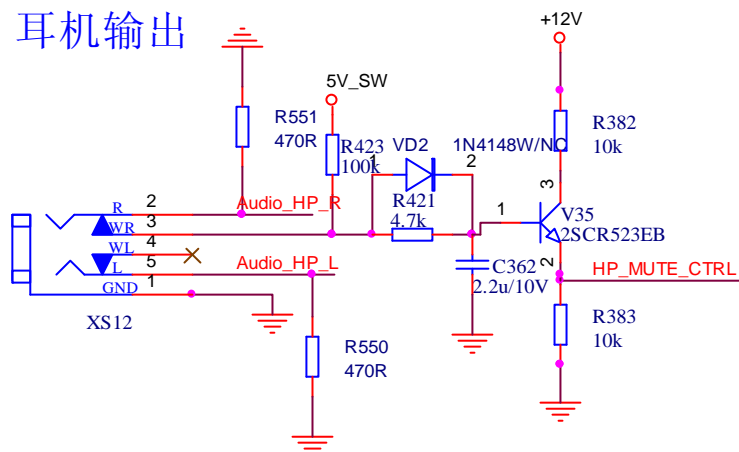 耳机输出
+12V
5V_SW
R551
470R
R423
100k
VD2
1N4148W/NC
R382
10k
1
2
R421
4.7k
3
1
V35
2SCR523EB
2
R
2
Audio_HP_R
WR
3
WL
4
L
5
Audio_HP_L
GND
1
XS12
C362
2.2u/10V
HP_MUTE_CTRL
R383
10k
R550
470R